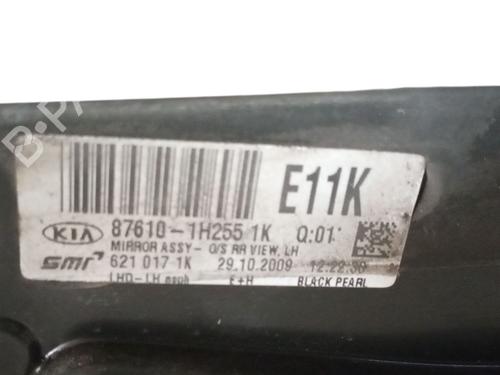 B-PA
E11K
KIA 87610-1H255 1K Q:01
MIRROR ASSY- O/S RR VIEW, LH
smr 621 017 1K 29.10.2009 12:22:30
LHD-LH E+H BLACK PEARL